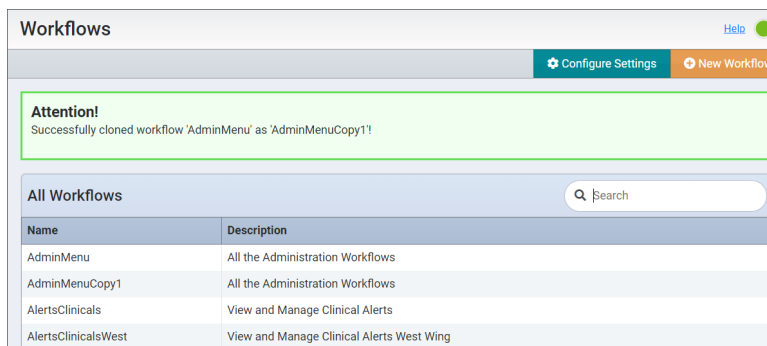 Workflows
Help
Configure Settings
New Workflow
Attention!
Successfully cloned workflow 'AdminMenu' as 'AdminMenuCopy1'!
All Workflows
Search
Name Description
AdminMenu All the Administration Workflows
AdminMenuCopy1 All the Administration Workflows
AlertsClinicals View and Manage Clinical Alerts
AlertsClinicalsWest View and Manage Clinical Alerts West Wing